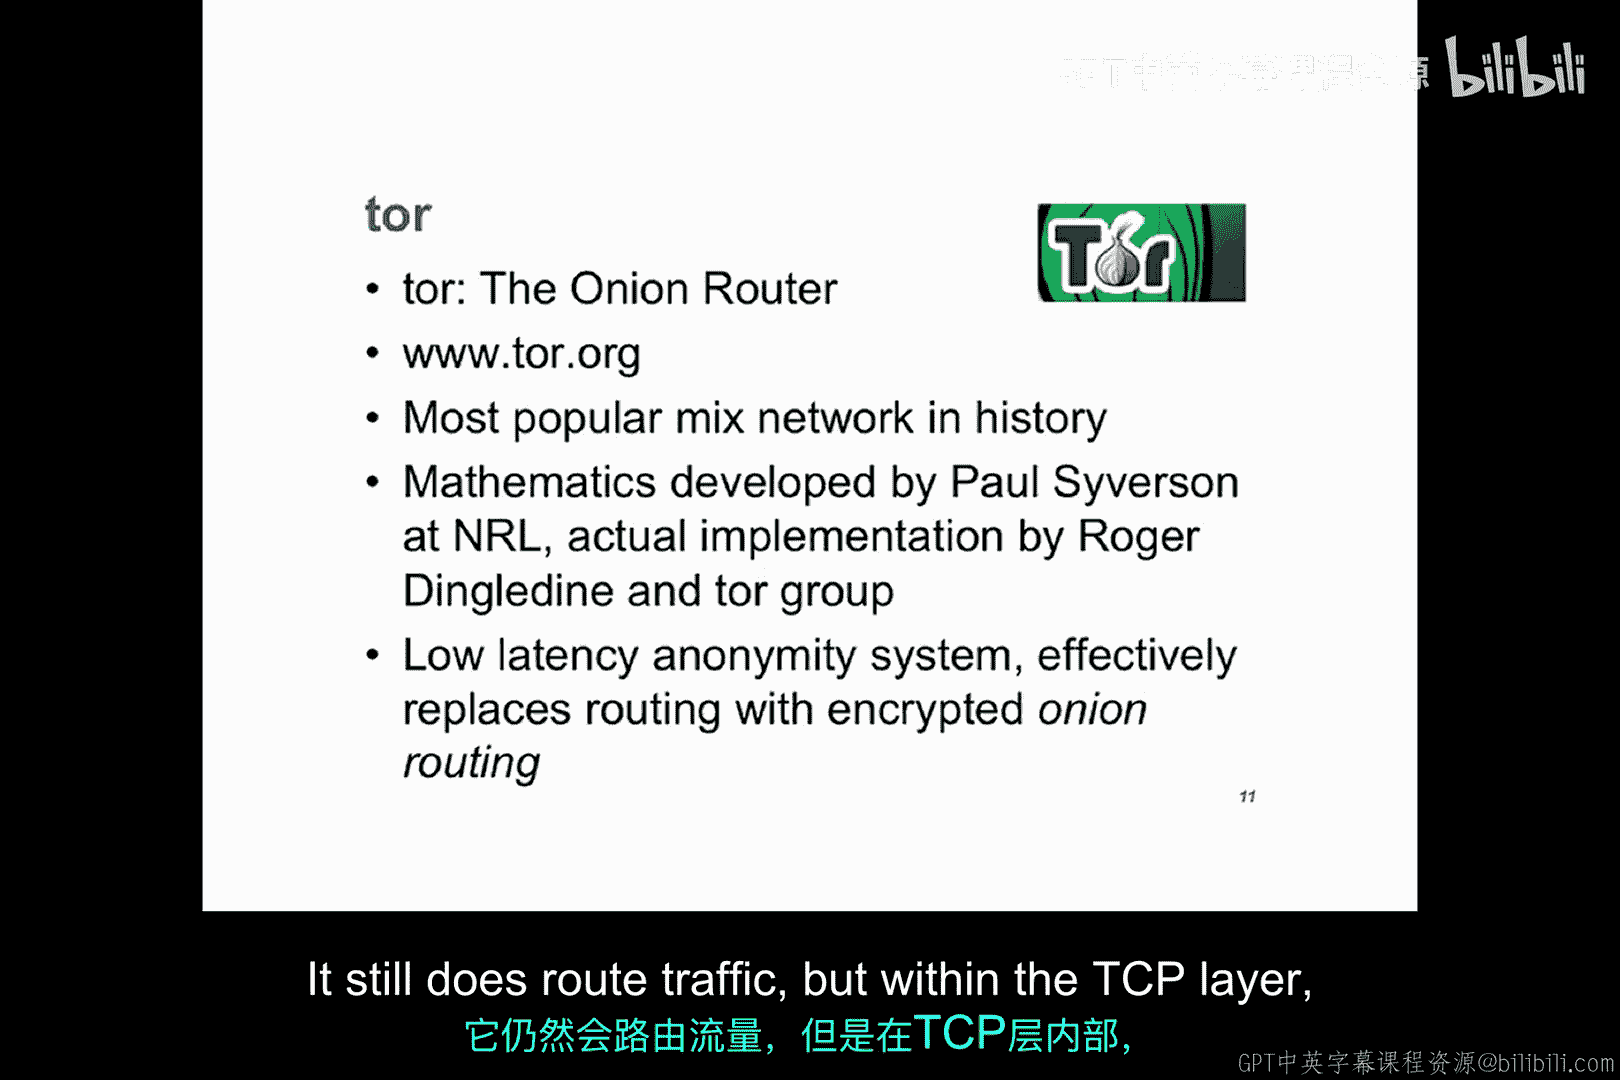 源 bilibili
tor
Tor
• tor: The Onion Router
• www.tor.org
• Most popular mix network in history
• Mathematics developed by Paul Syverson
at NRL, actual implementation by Roger
Dingledine and tor group
• Low latency anonymity system, effectively
replaces routing with encrypted onion
routing
11
It still does route traffic, but within the TCP layer,
它仍然会路由流量，但是在TCP层内部，
GPT中英字幕课程资源@bilibili.com